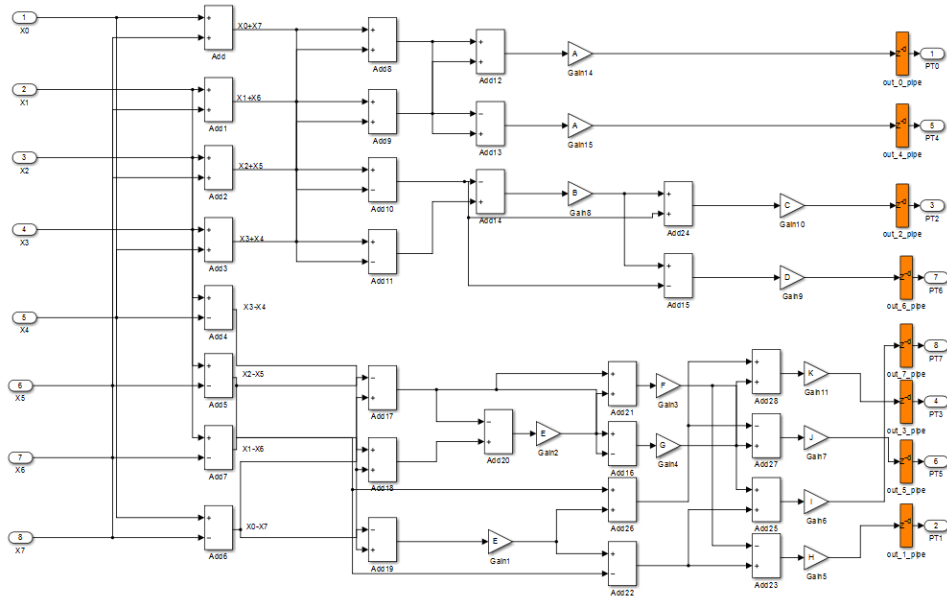 1
X0
2
X1
3
X2
4
X3
5
X4
6
X5
7
X6
8
X7
+
+
Add
X0+X7
+
+
Add1
X1+X6
+
+
Add2
X2+X5
+
+
Add3
X3+X4
+
−
Add4
X3-X4
+
−
Add5
X2-X5
+
−
Add7
X1-X6
+
−
Add6
X0-X7
+
+
Add8
+
+
Add9
+
−
Add10
+
−
Add11
−
+
Add17
+
+
Add18
−
+
Add19
+
+
Add12
−
+
Add13
−
+
Add14
−
+
Add20
E
Gain1
A
Gain14
A
Gain15
B
Gain8
E
Gain2
+
+
Add24
+
−
Add15
+
+
Add21
+
−
Add16
+
+
Add26
+
−
Add22
F
Gain3
G
Gain4
C
Gain10
D
Gain9
+
+
Add28
−
+
Add27
+
+
Add25
−
+
Add23
K
Gain11
J
Gain7
I
Gain6
H
Gain5
out_0_pipe
1
PT0
out_4_pipe
5
PT4
out_2_pipe
3
PT2
out_6_pipe
7
PT6
out_7_pipe
8
PT7
out_3_pipe
4
PT3
out_5_pipe
6
PT5
out_1_pipe
2
PT1